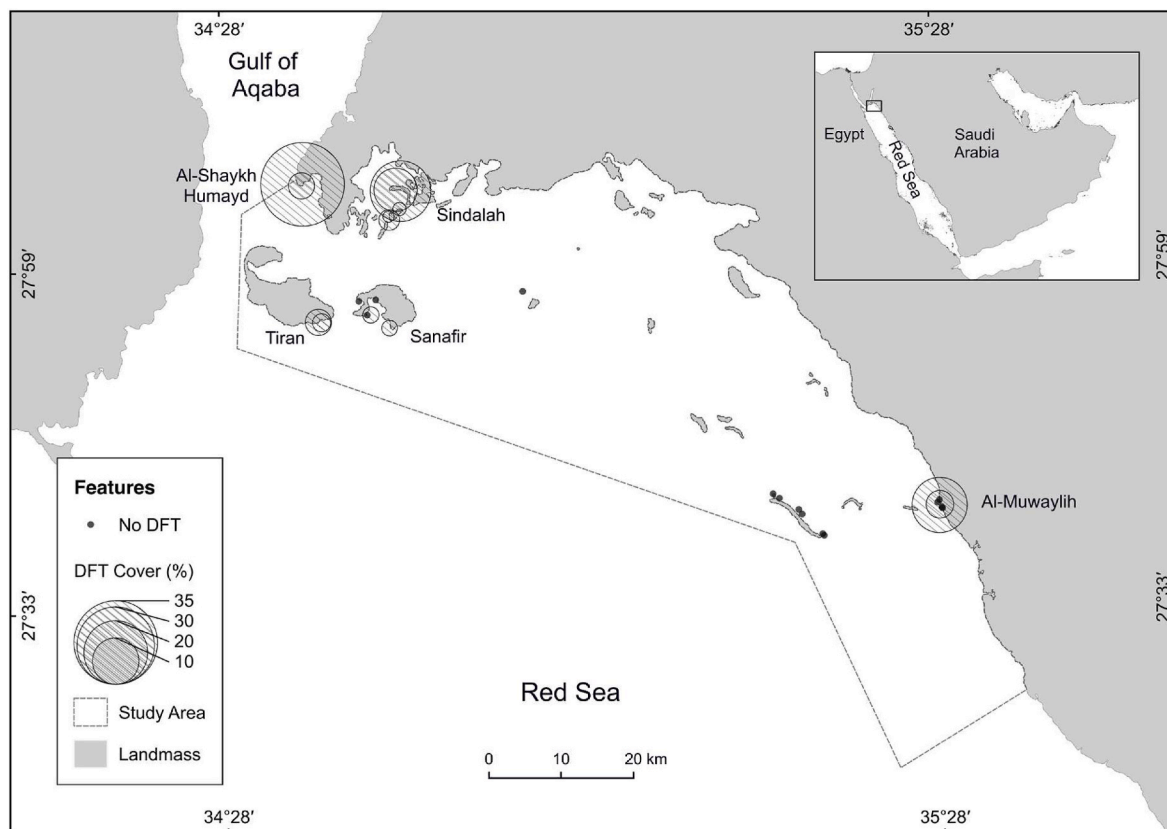 34°28′
35°28′
Gulf of
Aqaba
Egypt
Saudi
Arabia
Red Sea
Al-Shaykh
Humayd
Sindalah
27°59′
27°59′
Tiran
Sanafir
Al-Muwaylih
Features
No DFT
DFT Cover (%)
35
30
20
10
Study Area
Landmass
27°33′
27°33′
Red Sea
0 10 20 km
34°28′
35°28′